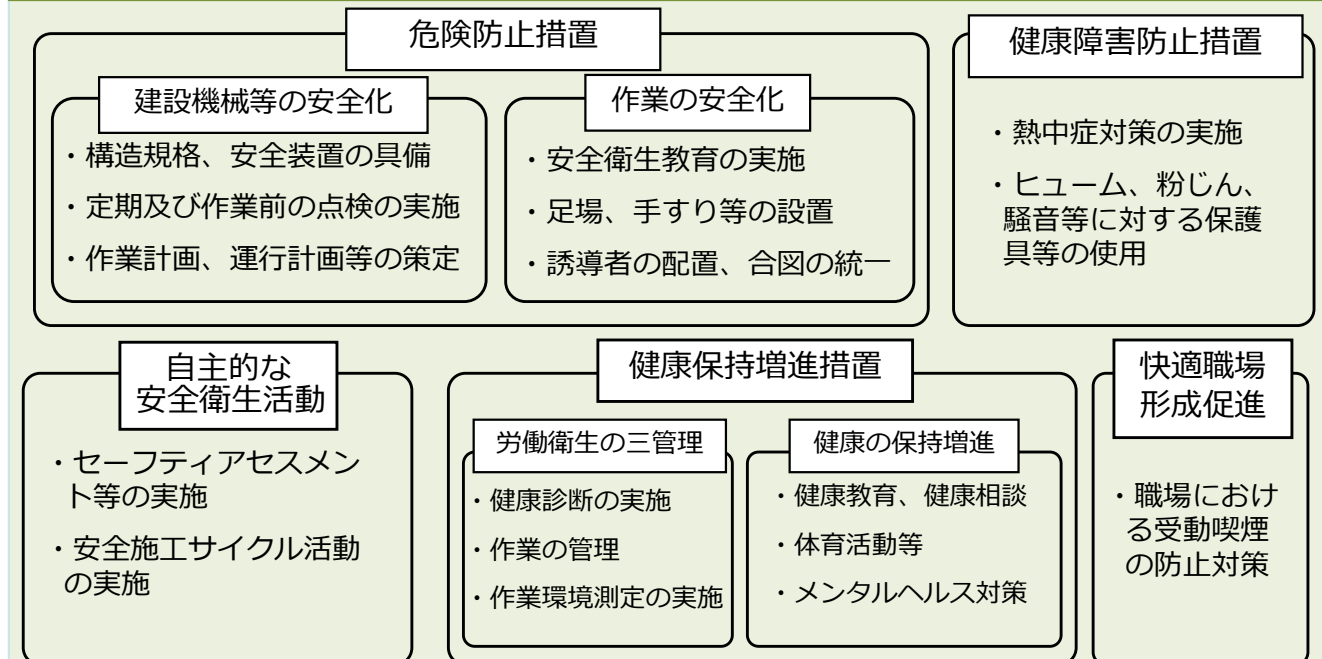 危険防止措置
建設機械等の安全化
・構造規格、安全装置の具備
・定期及び作業前の点検の実施
・作業計画、運行計画等の策定
作業の安全化
・安全衛生教育の実施
・足場、手すり等の設置
・誘導者の配置、合図の統一
健康障害防止措置
・熱中症対策の実施
・ヒューム、粉じん、
騒音等に対する保護
具等の使用
自主的な
安全衛生活動
・セーフティアセスメン
ト等の実施
・安全施工サイクル活動
の実施
健康保持増進措置
労働衛生の三管理
・健康診断の実施
・作業の管理
・作業環境測定の実施
健康の保持増進
・健康教育、健康相談
・体育活動等
・メンタルヘルス対策
快適職場
形成促進
・職場におけ
る受動喫煙
の防止対策